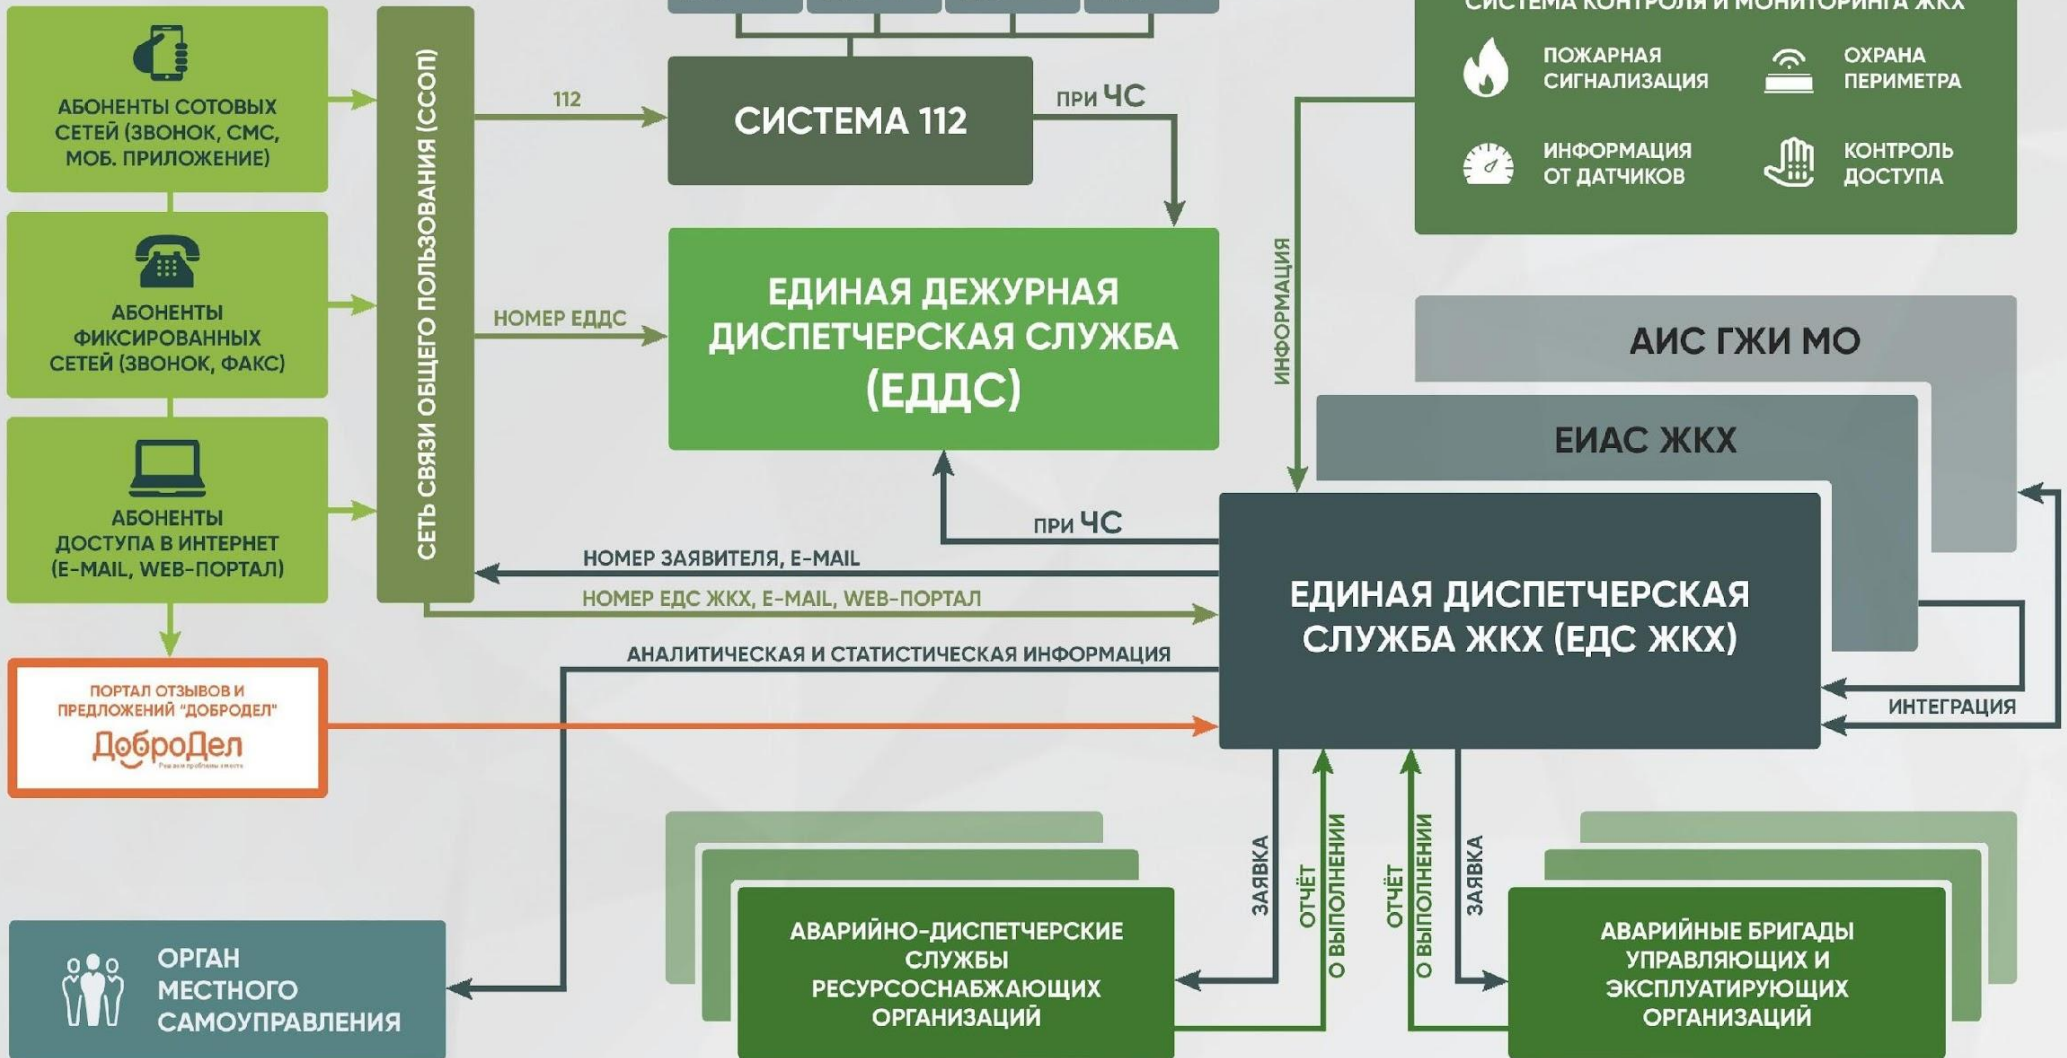 СИСТЕМА КОНТРОЛЯ И МОНИТОРИНГА ЖКХ
ПОЖАРНАЯ
СИГНАЛИЗАЦИЯ
ОХРАНА
ПЕРИМЕТРА
ИНФОРМАЦИЯ
ОТ ДАТЧИКОВ
КОНТРОЛЬ
ДОСТУПА
АБОНЕНТЫ СОТОВЫХ
СЕТЕЙ (ЗВОНОК, СМС,
МОБ. ПРИЛОЖЕНИЕ)
АБОНЕНТЫ
ФИКСИРОВАННЫХ
СЕТЕЙ (ЗВОНОК, ФАКС)
АБОНЕНТЫ
ДОСТУПА В ИНТЕРНЕТ
(E-MAIL, WEB-ПОРТАЛ)
СЕТЬ СВЯЗИ ОБЩЕГО ПОЛЬЗОВАНИЯ (ССОП)
112
СИСТЕМА 112
ПРИ ЧС
НОМЕР ЕДДС
ЕДИНАЯ ДЕЖУРНАЯ
ДИСПЕТЧЕРСКАЯ СЛУЖБА
(ЕДДС)
ИНФОРМАЦИЯ
АИС ГЖИ МО
ЕИАС ЖКХ
ПРИ ЧС
НОМЕР ЗАЯВИТЕЛЯ, E-MAIL
НОМЕР ЕДС ЖКХ, E-MAIL, WEB-ПОРТАЛ
АНАЛИТИЧЕСКАЯ И СТАТИСТИЧЕСКАЯ ИНФОРМАЦИЯ
ЕДИНАЯ ДИСПЕТЧЕРСКАЯ
СЛУЖБА ЖКХ (ЕДС ЖКХ)
ИНТЕГРАЦИЯ
ПОРТАЛ ОТЗЫВОВ И
ПРЕДЛОЖЕНИЙ "ДОБРОДЕЛ"
ДоброДел
Решаем проблемы вместе
ЗАЯВКА
ОТЧЁТ
О ВЫПОЛНЕНИИ
ОТЧЁТ
О ВЫПОЛНЕНИИ
ЗАЯВКА
ОРГАН
МЕСТНОГО
САМОУПРАВЛЕНИЯ
АВАРИЙНО-ДИСПЕТЧЕРСКИЕ
СЛУЖБЫ
РЕСУРСОСНАБЖАЮЩИХ
ОРГАНИЗАЦИЙ
АВАРИЙНЫЕ БРИГАДЫ
УПРАВЛЯЮЩИХ И
ЭКСПЛУАТИРУЮЩИХ
ОРГАНИЗАЦИЙ